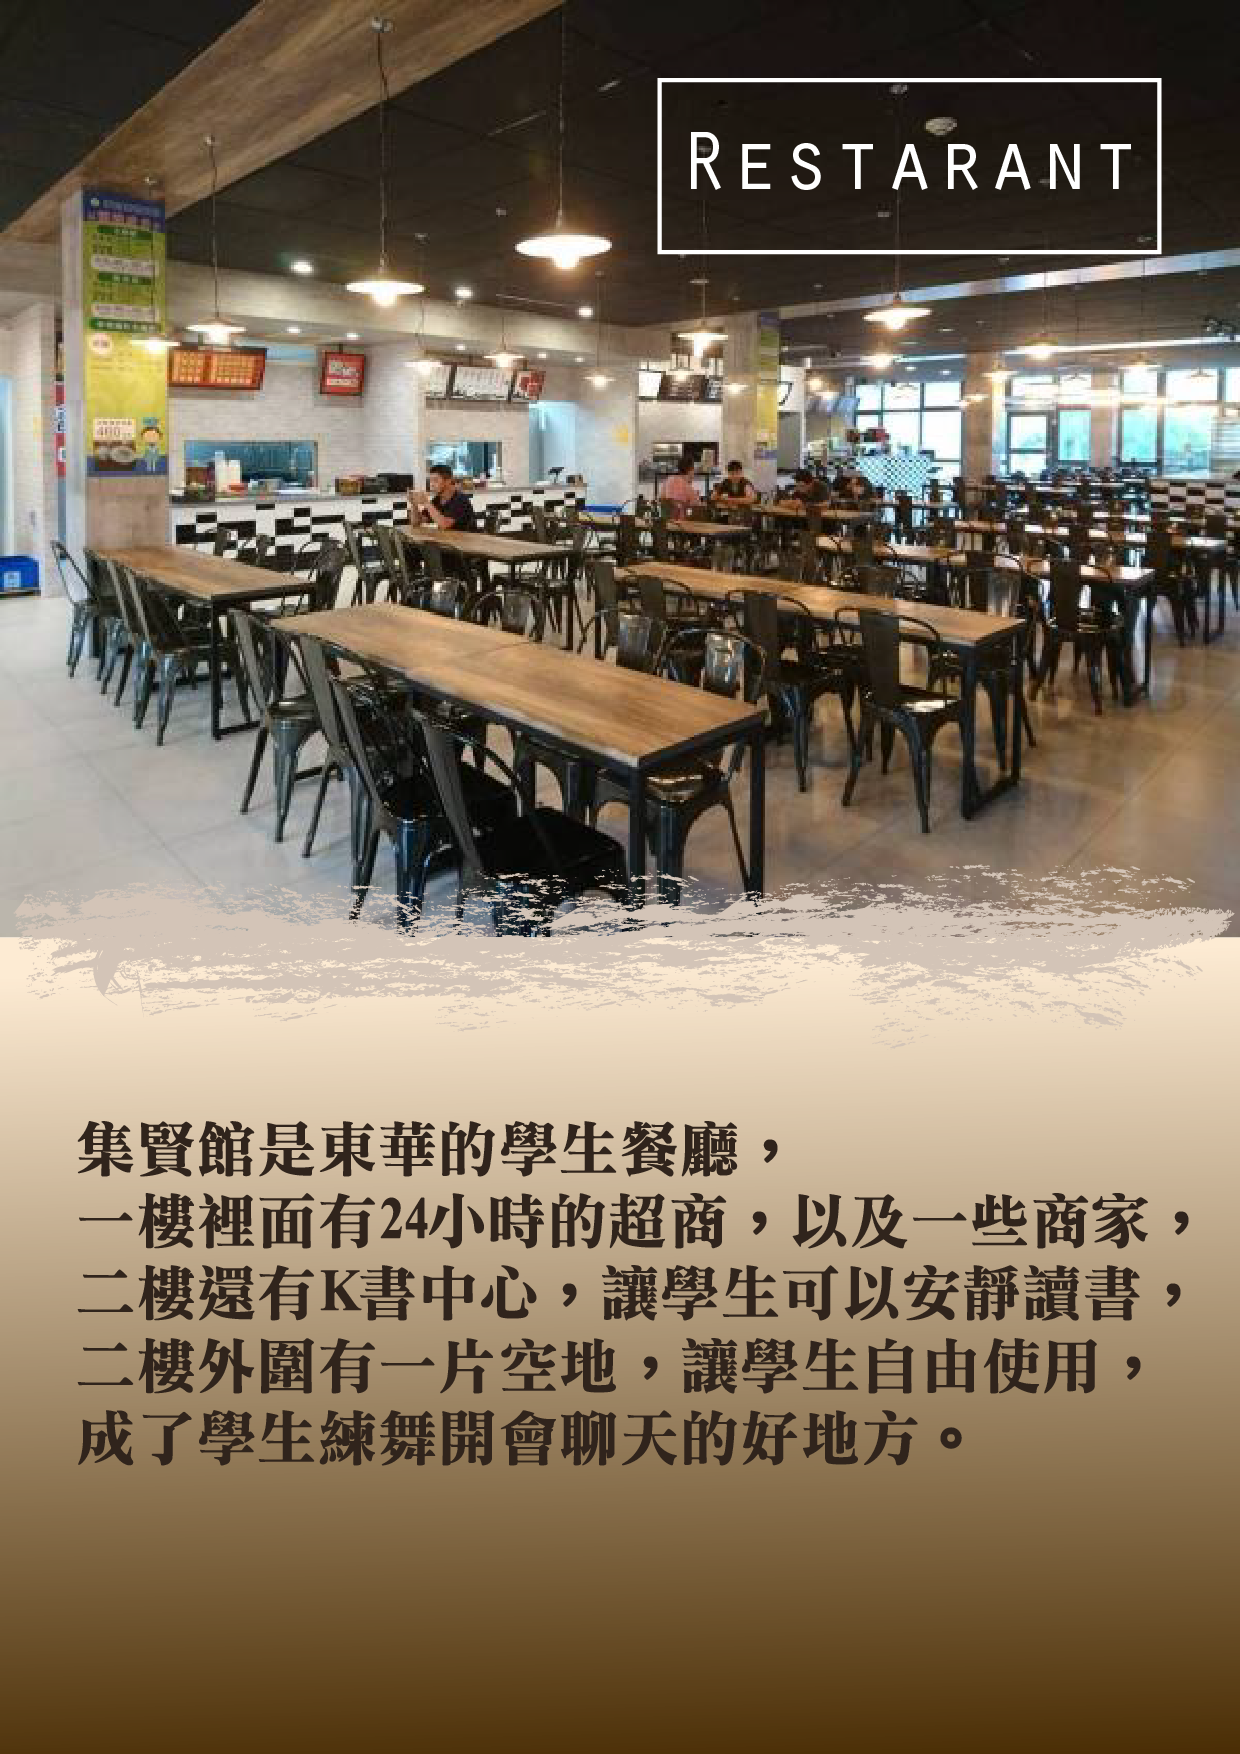 RESTARANT
460
集賢館是東華的學生餐廳，
一樓裡面有24小時的超商，以及一些商家，
二樓還有K書中心，讓學生可以安靜讀書，
二樓外圍有一片空地，讓學生自由使用，
成了學生練舞開會聊天的好地方。